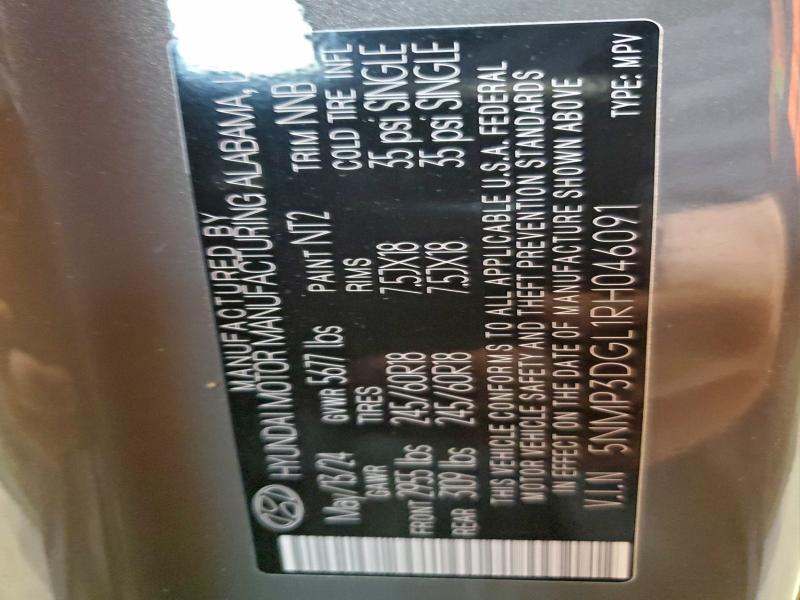 MANUFACTURED BY
HYUNDAI MOTOR MANUFACTURING ALABAMA,
May/13/24 GVWR 5677 lbs PAINT NT2 TRIM NNB
GAWR TIRES RIMS COLD TIRE INFL
FRONT 2955 lbs 245/60R18 7.5JX18 35 psi SINGLE
REAR 3109 lbs 245/60R18 7.5JX18 35 psi SINGLE
THIS VEHICLE CONFORMS TO ALL APPLICABLE U.S.A. FEDERAL
MOTOR VEHICLE SAFETY AND THEFT PREVENTION STANDARDS
IN EFFECT ON THE DATE OF MANUFACTURE SHOWN ABOVE
V.I.N 5NMP3DGL1RH046091 TYPE: MPV